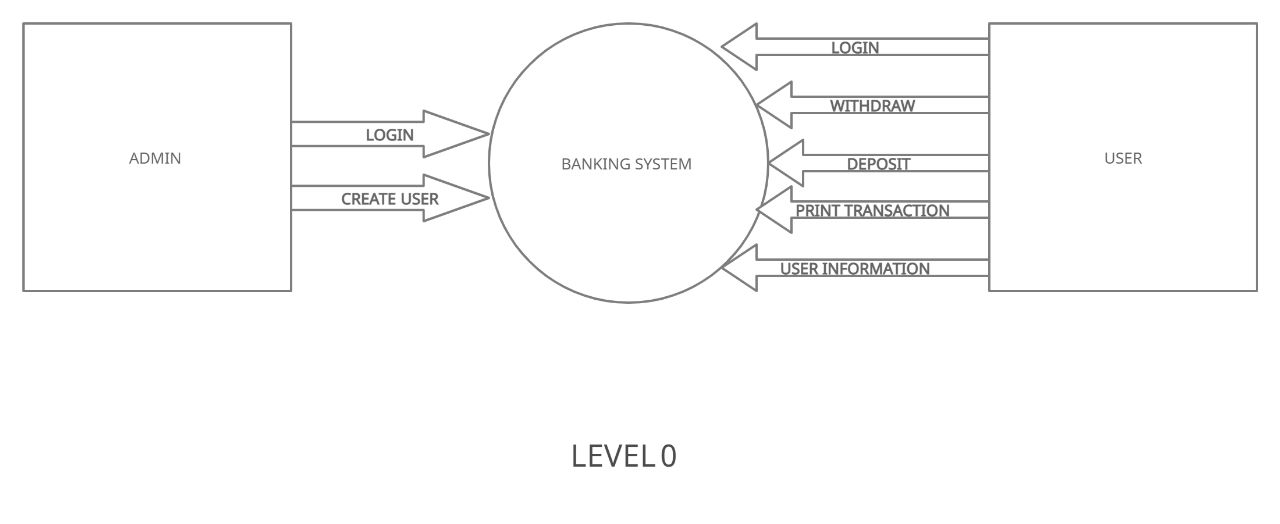 ADMIN
LOGIN
CREATE USER
BANKING SYSTEM
LOGIN
WITHDRAW
DEPOSIT
PRINT TRANSACTION
USER INFORMATION
USER
LEVEL 0